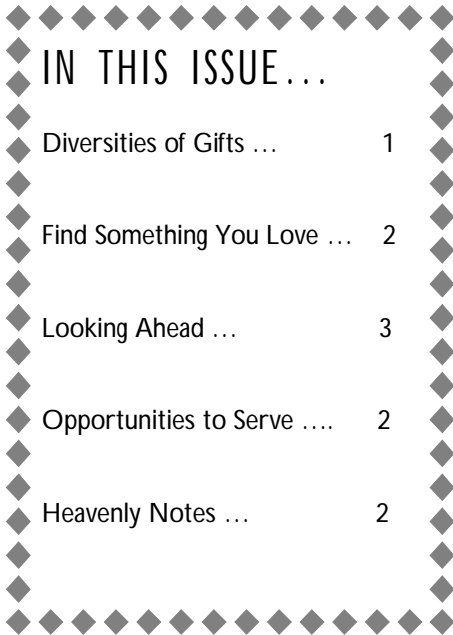 IN THIS ISSUE...
Diversities of Gifts ... 1
Find Something You Love ... 2
Looking Ahead ... 3
Opportunities to Serve .... 2
Heavenly Notes ... 2